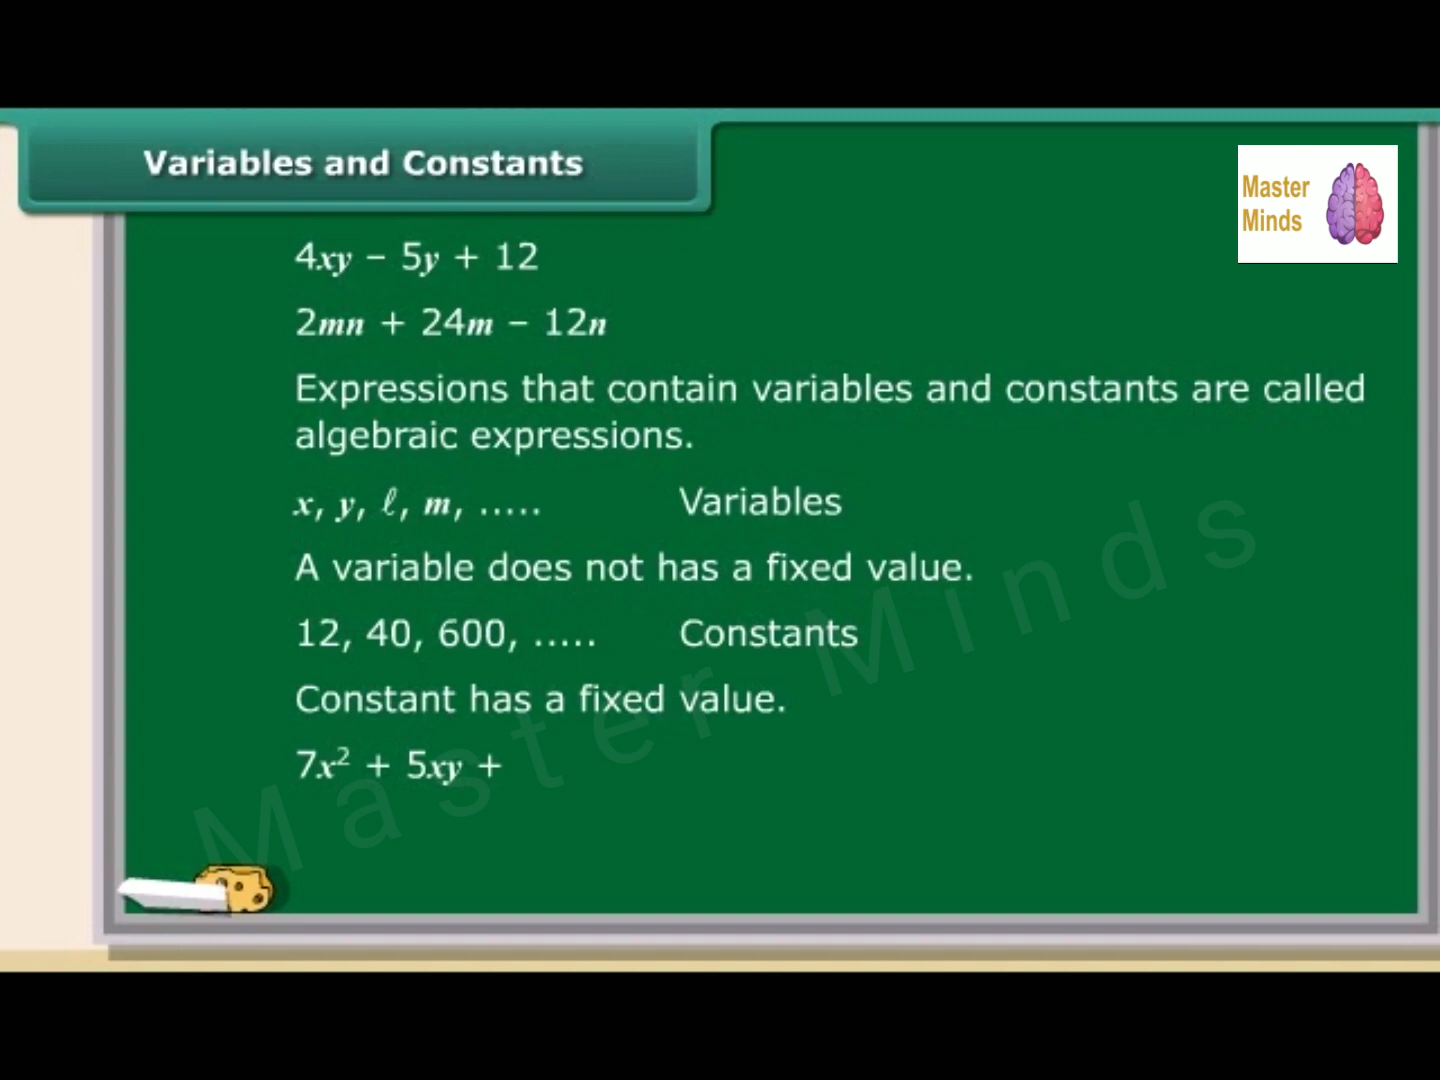 Variables and Constants
Master
Minds
4xy – 5y + 12
2mn + 24m – 12n
Expressions that contain variables and constants are called
algebraic expressions.
x, y, ℓ, m, ..... Variables
A variable does not has a fixed value.
12, 40, 600, ..... Constants
Constant has a fixed value.
7x² + 5xy +
Master Minds